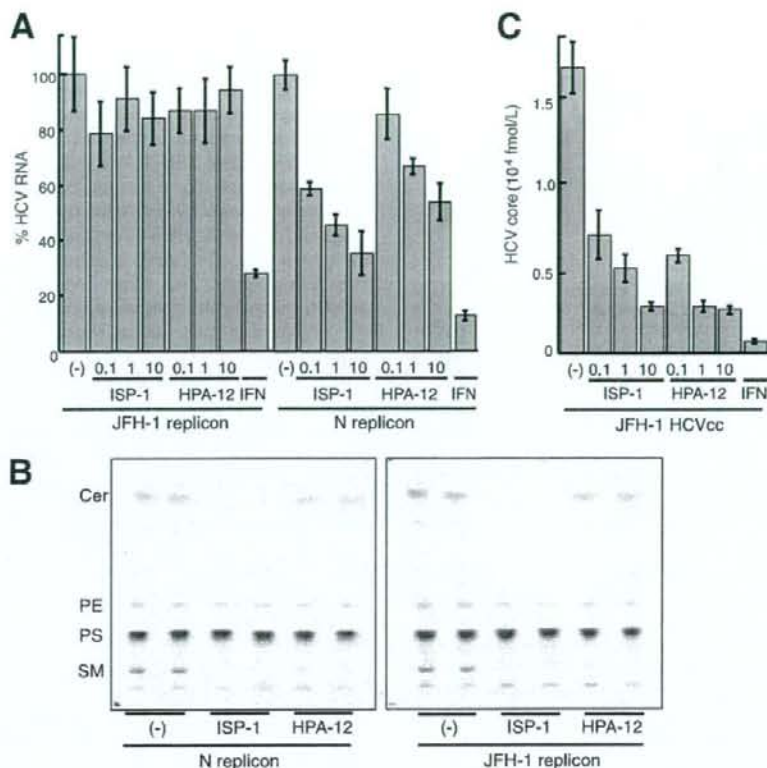 A
% HCV RNA
100
80
60
40
20
0
(-) 0.1 1 10 0.1 1 10 (-) 0.1 1 10 0.1 1 10
ISP-1 HPA-12 IFN ISP-1 HPA-12 IFN
JFH-1 replicon N replicon
C
HCV core (10⁴ fmol/L)
1.5
1.0
0.5
0
(-) 0.1 1 10 0.1 1 10
ISP-1 HPA-12 IFN
JFH-1 HCVcc
B
Cer
PE
PS
SM
(-) ISP-1 HPA-12 (-) ISP-1 HPA-12
N replicon JFH-1 replicon